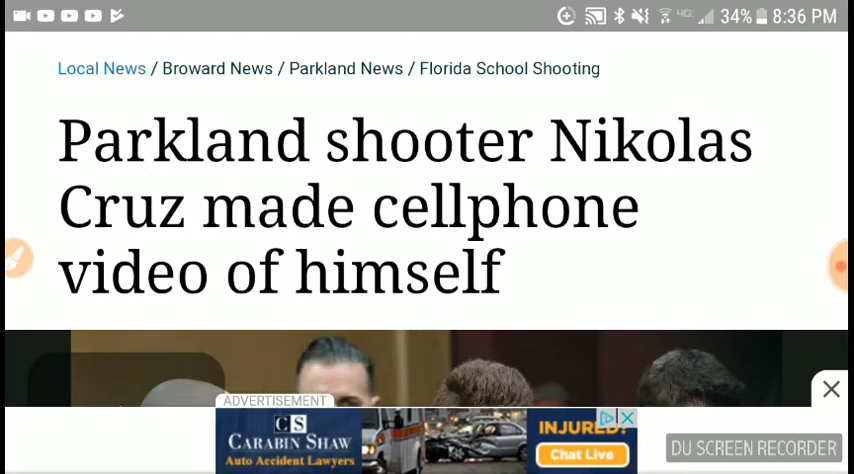 34% 8:36 PM
Local News / Broward News / Parkland News / Florida School Shooting
Parkland shooter Nikolas
Cruz made cellphone
video of himself
ADVERTISEMENT
CS
CARABIN SHAW
Auto Accident Lawyers
INJURED?
Chat Live
DU SCREEN RECORDER